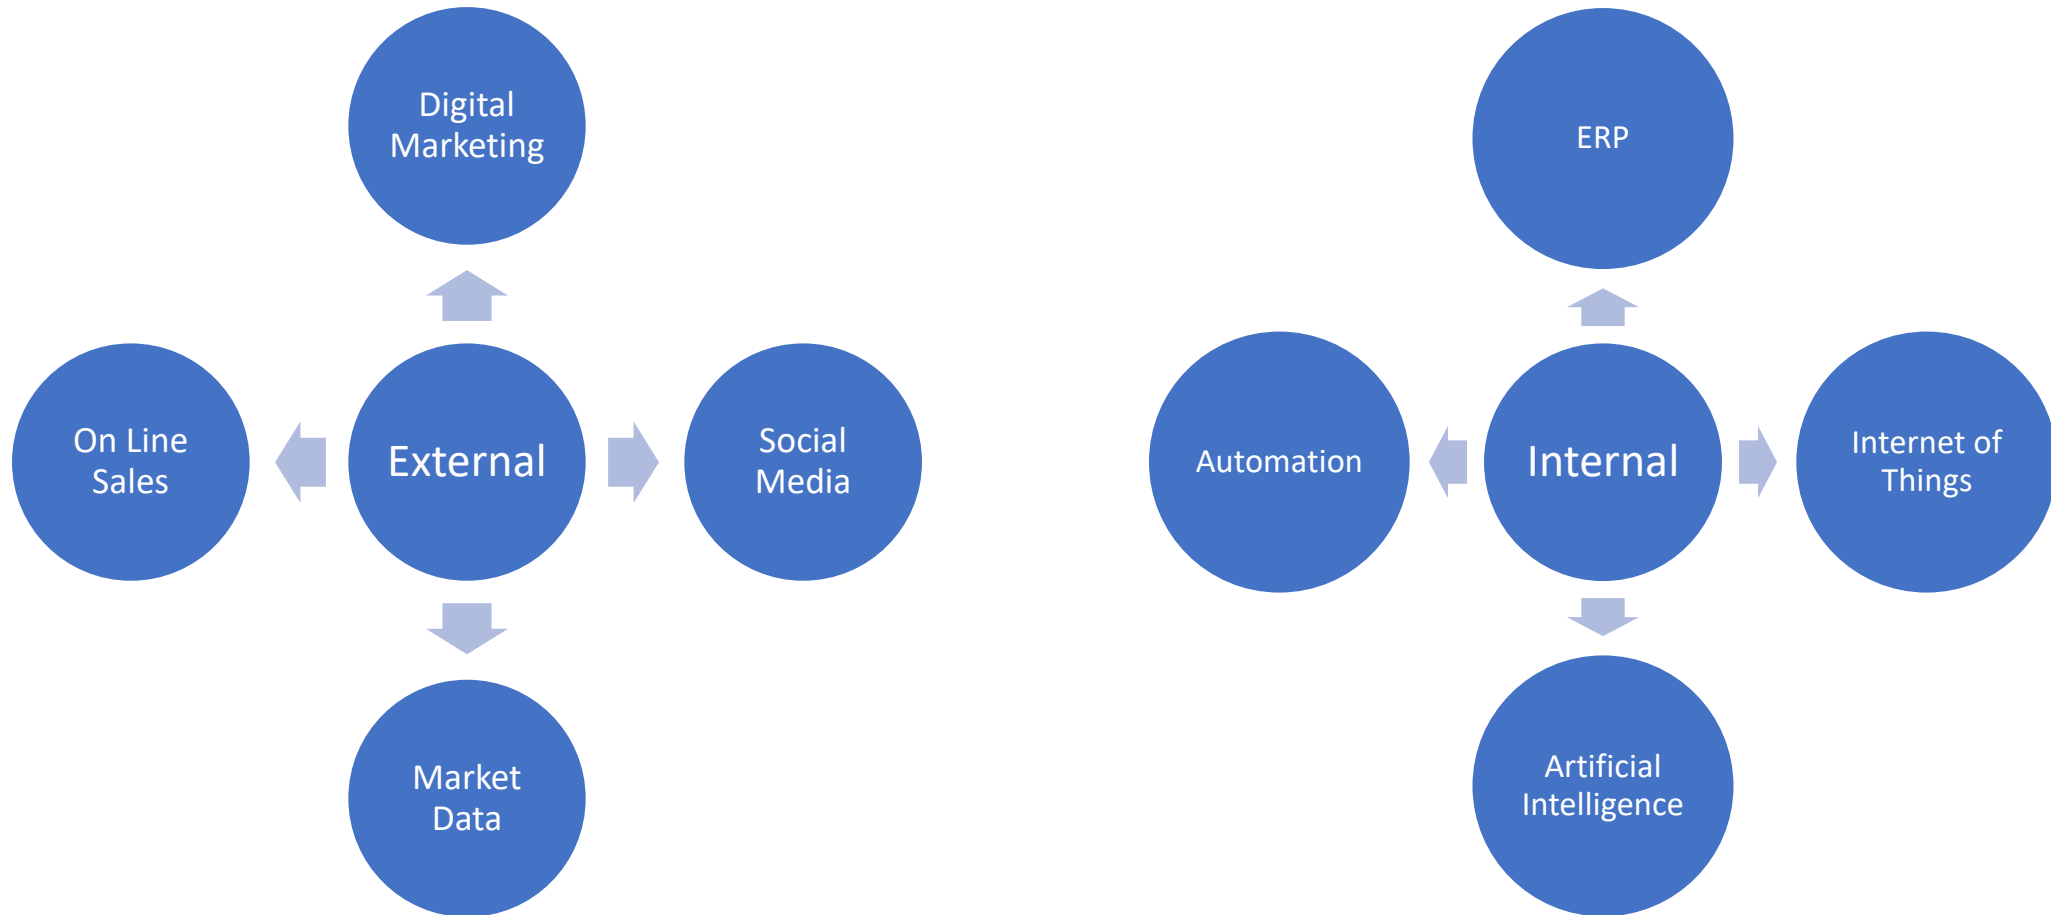 Digital
Marketing
On Line
Sales
External
Social
Media
Market
Data
ERP
Automation
Internal
Internet of
Things
Artificial
Intelligence